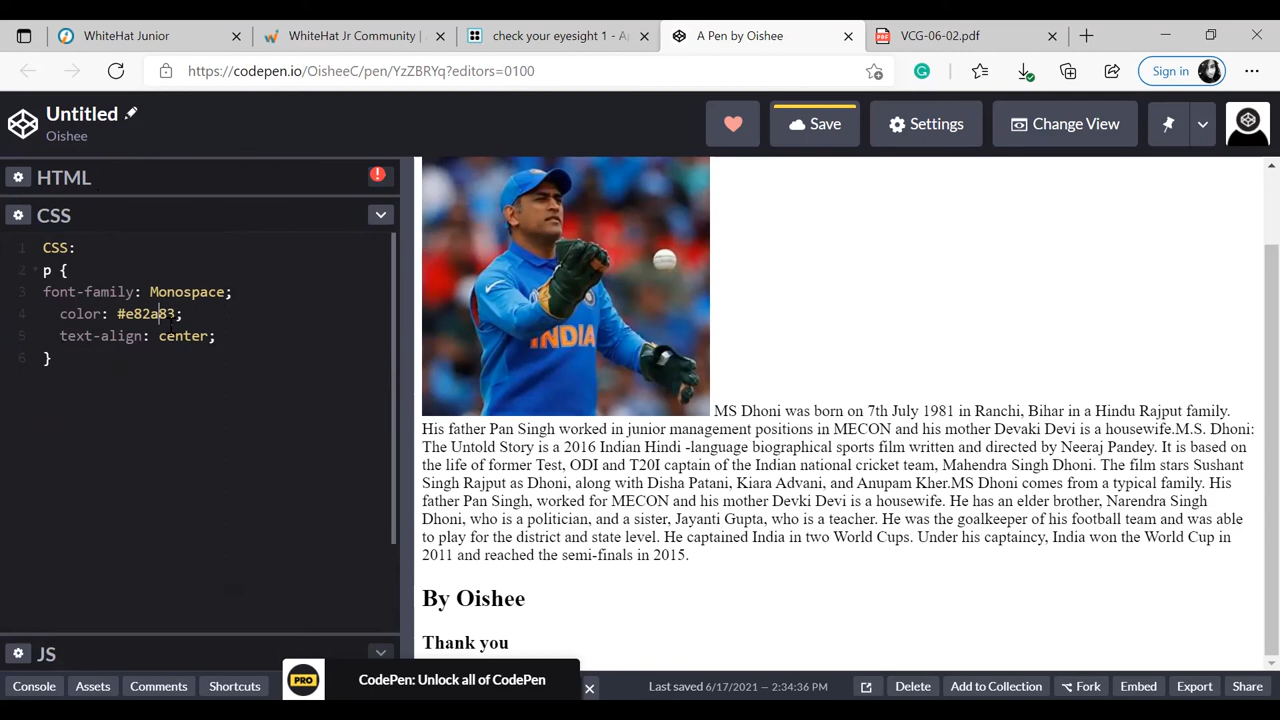 WhiteHat Junior
WhiteHat Jr Community |
check your eyesight 1 - Ap
A Pen by Oishee
VCG-06-02.pdf
https://codepen.io/OisheeC/pen/YzZBRYq?editors=0100
Sign in
Untitled
Oishee
Save
Settings
Change View
HTML
CSS
1 CSS:
2 p {
3 font-family: Monospace;
4 color: #e82a83;
5 text-align: center;
6 }
INDIA
MS Dhoni was born on 7th July 1981 in Ranchi, Bihar in a Hindu Rajput family.
His father Pan Singh worked in junior management positions in MECON and his mother Devaki Devi is a housewife.M.S. Dhoni:
The Untold Story is a 2016 Indian Hindi -language biographical sports film written and directed by Neeraj Pandey. It is based on
the life of former Test, ODI and T20I captain of the Indian national cricket team, Mahendra Singh Dhoni. The film stars Sushant
Singh Rajput as Dhoni, along with Disha Patani, Kiara Advani, and Anupam Kher.MS Dhoni comes from a typical family. His
father Pan Singh, worked for MECON and his mother Devki Devi is a housewife. He has an elder brother, Narendra Singh
Dhoni, who is a politician, and a sister, Jayanti Gupta, who is a teacher. He was the goalkeeper of his football team and was able
to play for the district and state level. He captained India in two World Cups. Under his captaincy, India won the World Cup in
2011 and reached the semi-finals in 2015.
By Oishee
Thank you
JS
PRO
CodePen: Unlock all of CodePen
Console
Assets
Comments
Shortcuts
Last saved 6/17/2021 — 2:34:36 PM
Delete
Add to Collection
Fork
Embed
Export
Share